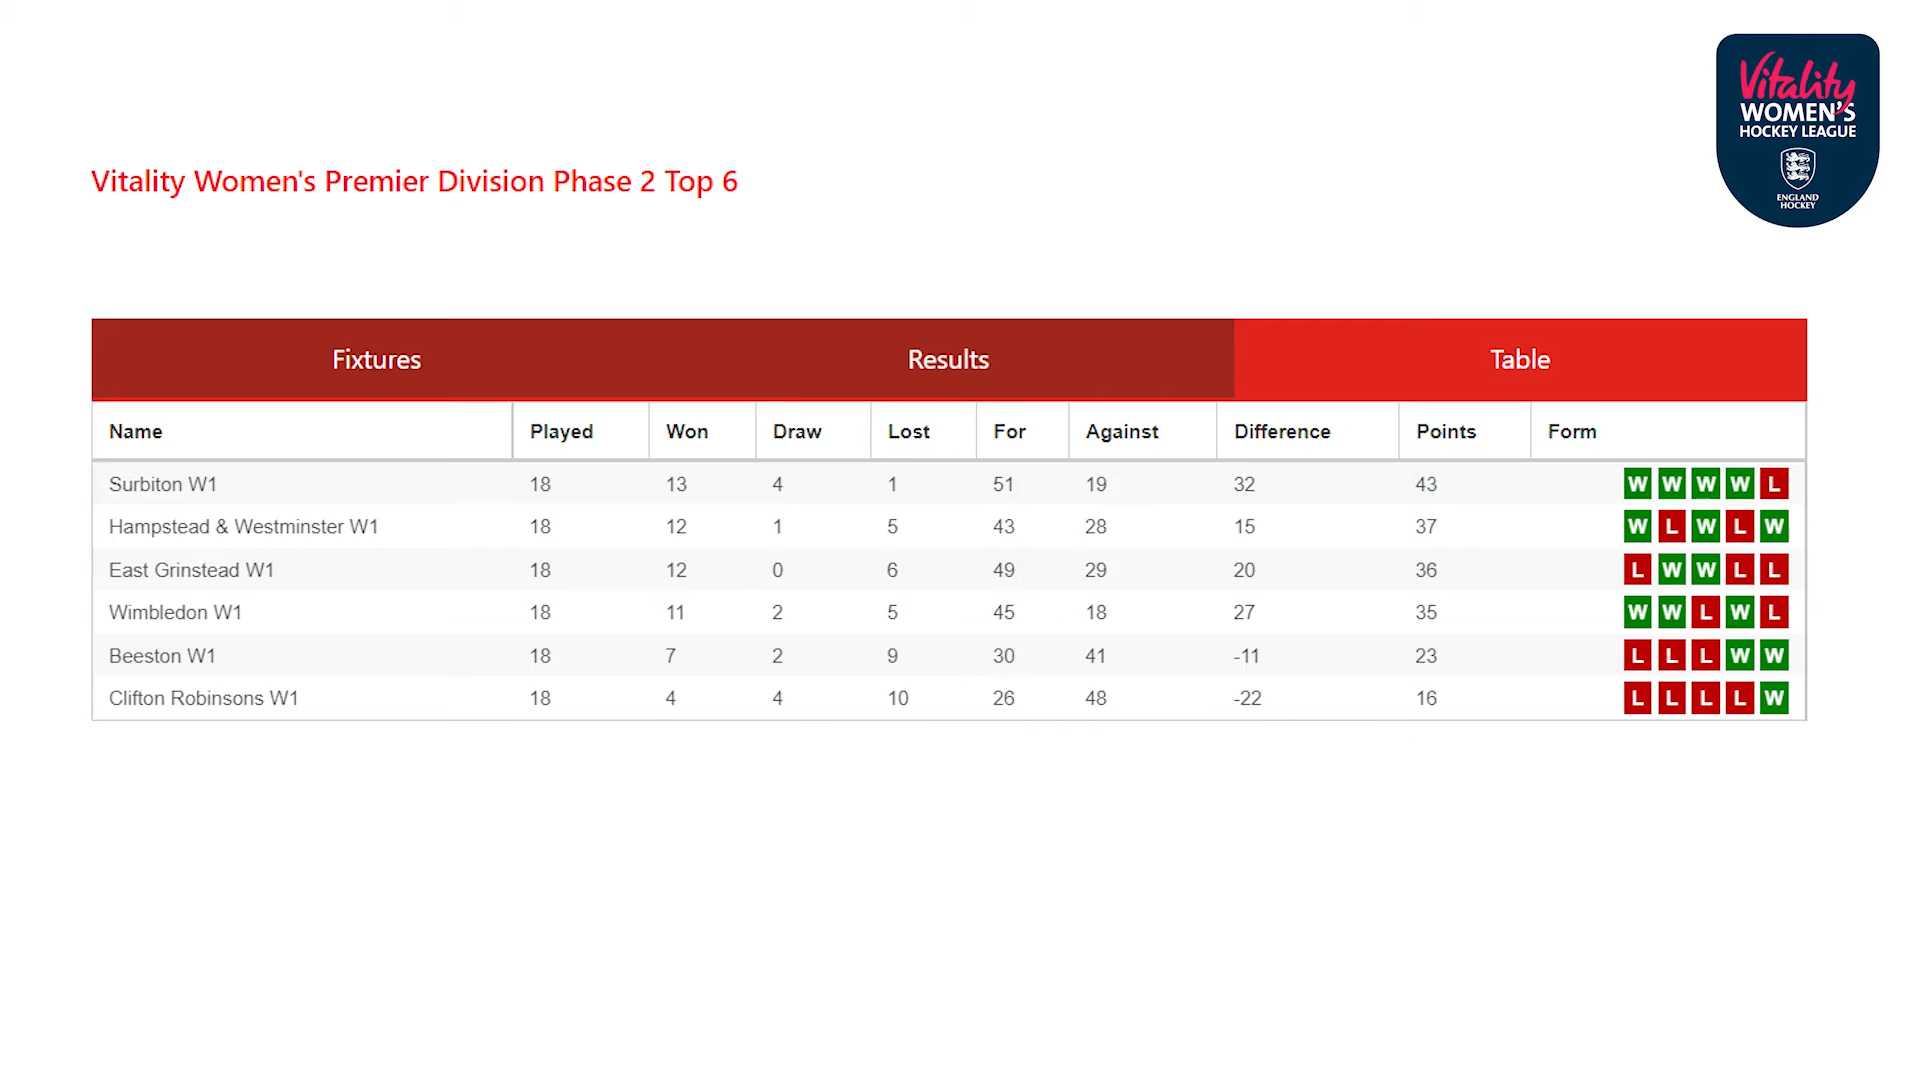 Vitality
WOMEN'S
HOCKEY LEAGUE
ENGLAND
HOCKEY
Vitality Women's Premier Division Phase 2 Top 6
Fixtures Results Table
Name Played Won Draw Lost For Against Difference Points Form
Surbiton W1 18 13 4 1 51 19 32 43 W W W W L
Hampstead & Westminster W1 18 12 1 5 43 28 15 37 W L W L W
East Grinstead W1 18 12 0 6 49 29 20 36 L W W L L
Wimbledon W1 18 11 2 5 45 18 27 35 W W L W L
Beeston W1 18 7 2 9 30 41 -11 23 L L L W W
Clifton Robinsons W1 18 4 4 10 26 48 -22 16 L L L L W